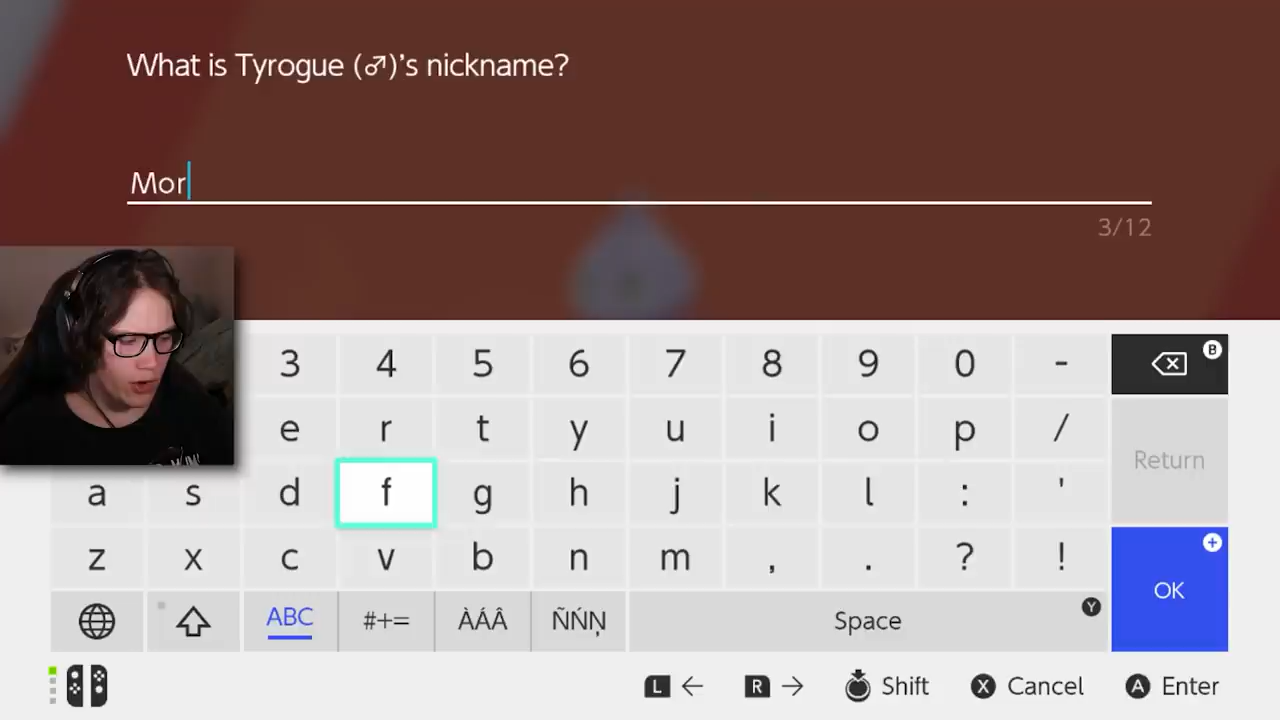 What is Tyrogue (♂)'s nickname?
Mor
3/12
3 4 5 6 7 8 9 0 - B
e r t y u i o p /
Return
a s d f g h j k l : '
z x c v b n m , . ? ! +
OK
ABC #+= ÀÁÂ ÑŃŅ Space Y
L ← R → Shift X Cancel A Enter